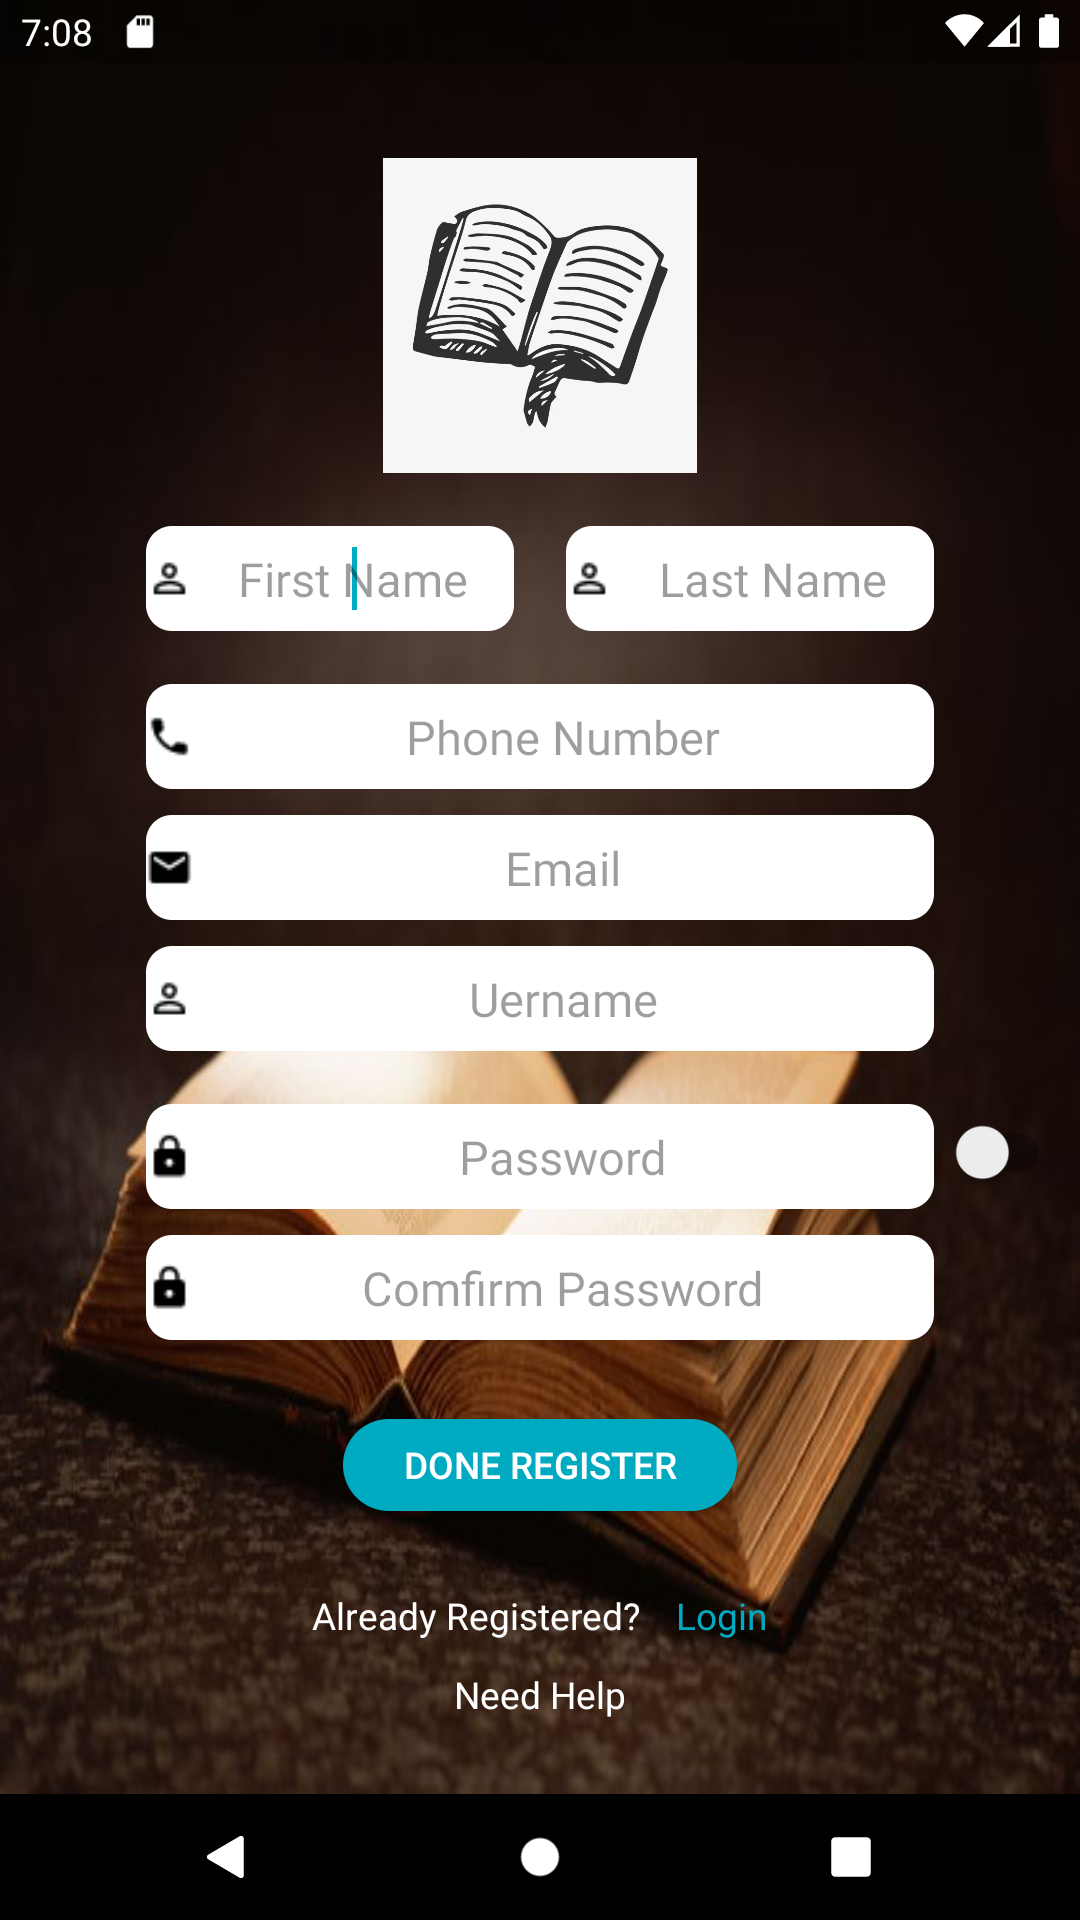 7:08
First Name
Last Name
Phone Number
Email
Uername
Password
Comfirm Password
DONE REGISTER
Already Registered? Login
Need Help